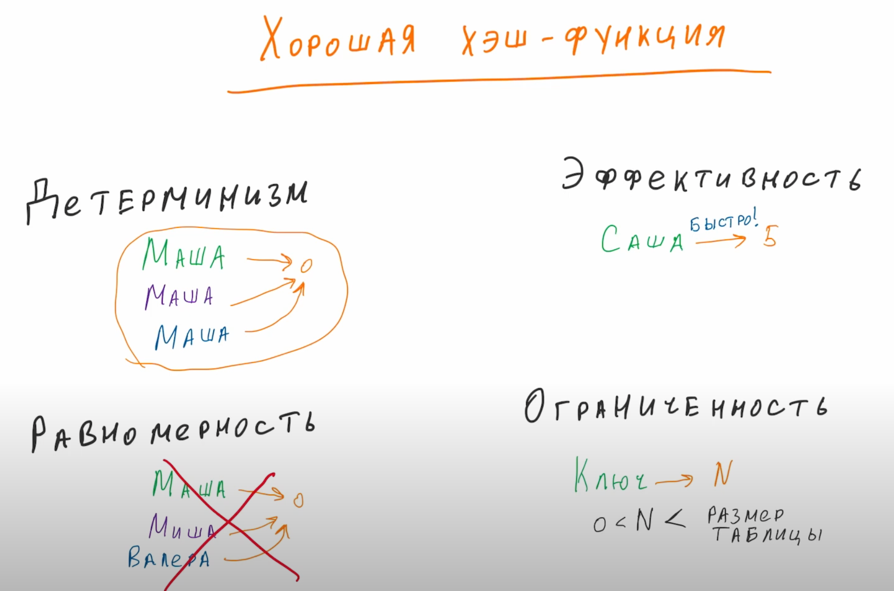 Хорошая хэш-функция
Детерминизм
Маша → 0
Маша
Маша
Эффективность
Саша Быстро! → 5
Равномерность
Маша → 0
Миша
Валера
Ограниченность
Ключ → N
0 < N < размер
таблицы